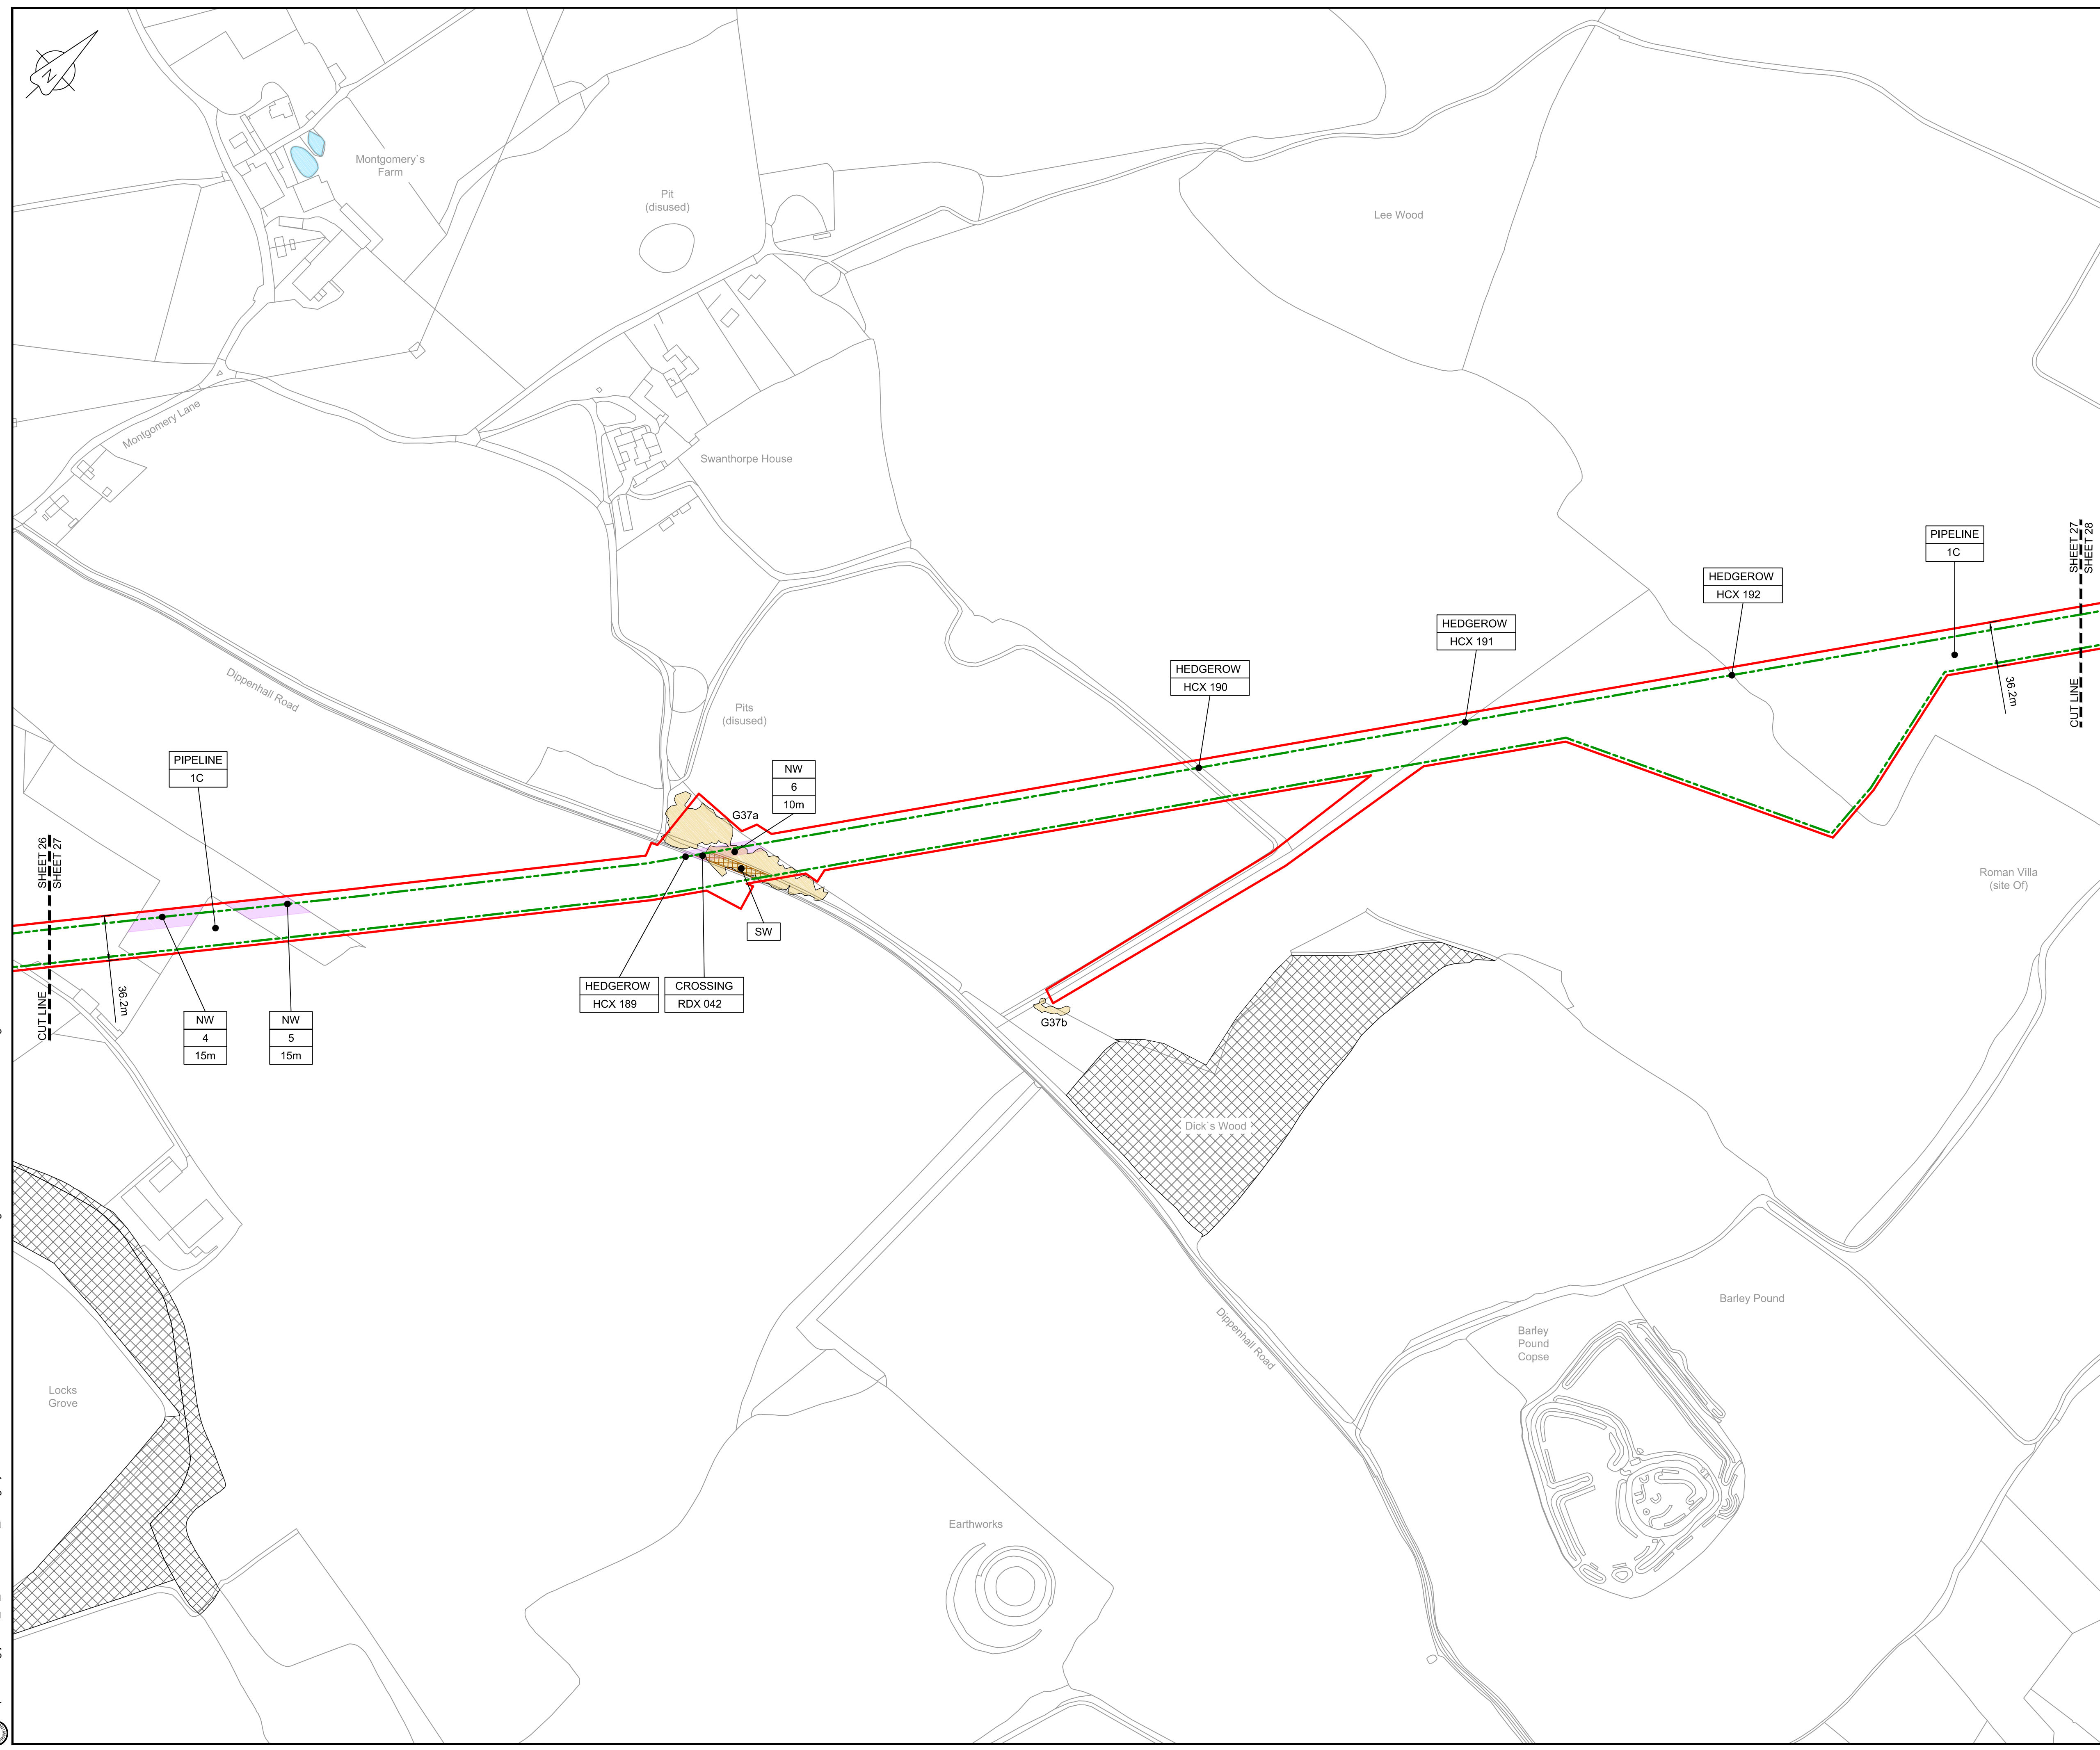 N
Montgomery`s
Farm
Pit
(disused)
Lee Wood
Montgomery Lane
Swanthorpe House
SHEET 27
SHEET 28
CUT LINE
PIPELINE
1C
HEDGEROW
HCX 192
HEDGEROW
HCX 191
HEDGEROW
HCX 190
36.2m
Dippenhall Road
Pits
(disused)
PIPELINE
1C
NW
6
10m
G37a
SHEET 26
SHEET 27
CUT LINE
Roman Villa
(site Of)
SW
36.2m
HEDGEROW
HCX 189
CROSSING
RDX 042
NW
4
15m
NW
5
15m
G37b
Dick`s Wood
Barley Pound
Dippenhall Road
Barley
Pound
Copse
Locks
Grove
Earthworks